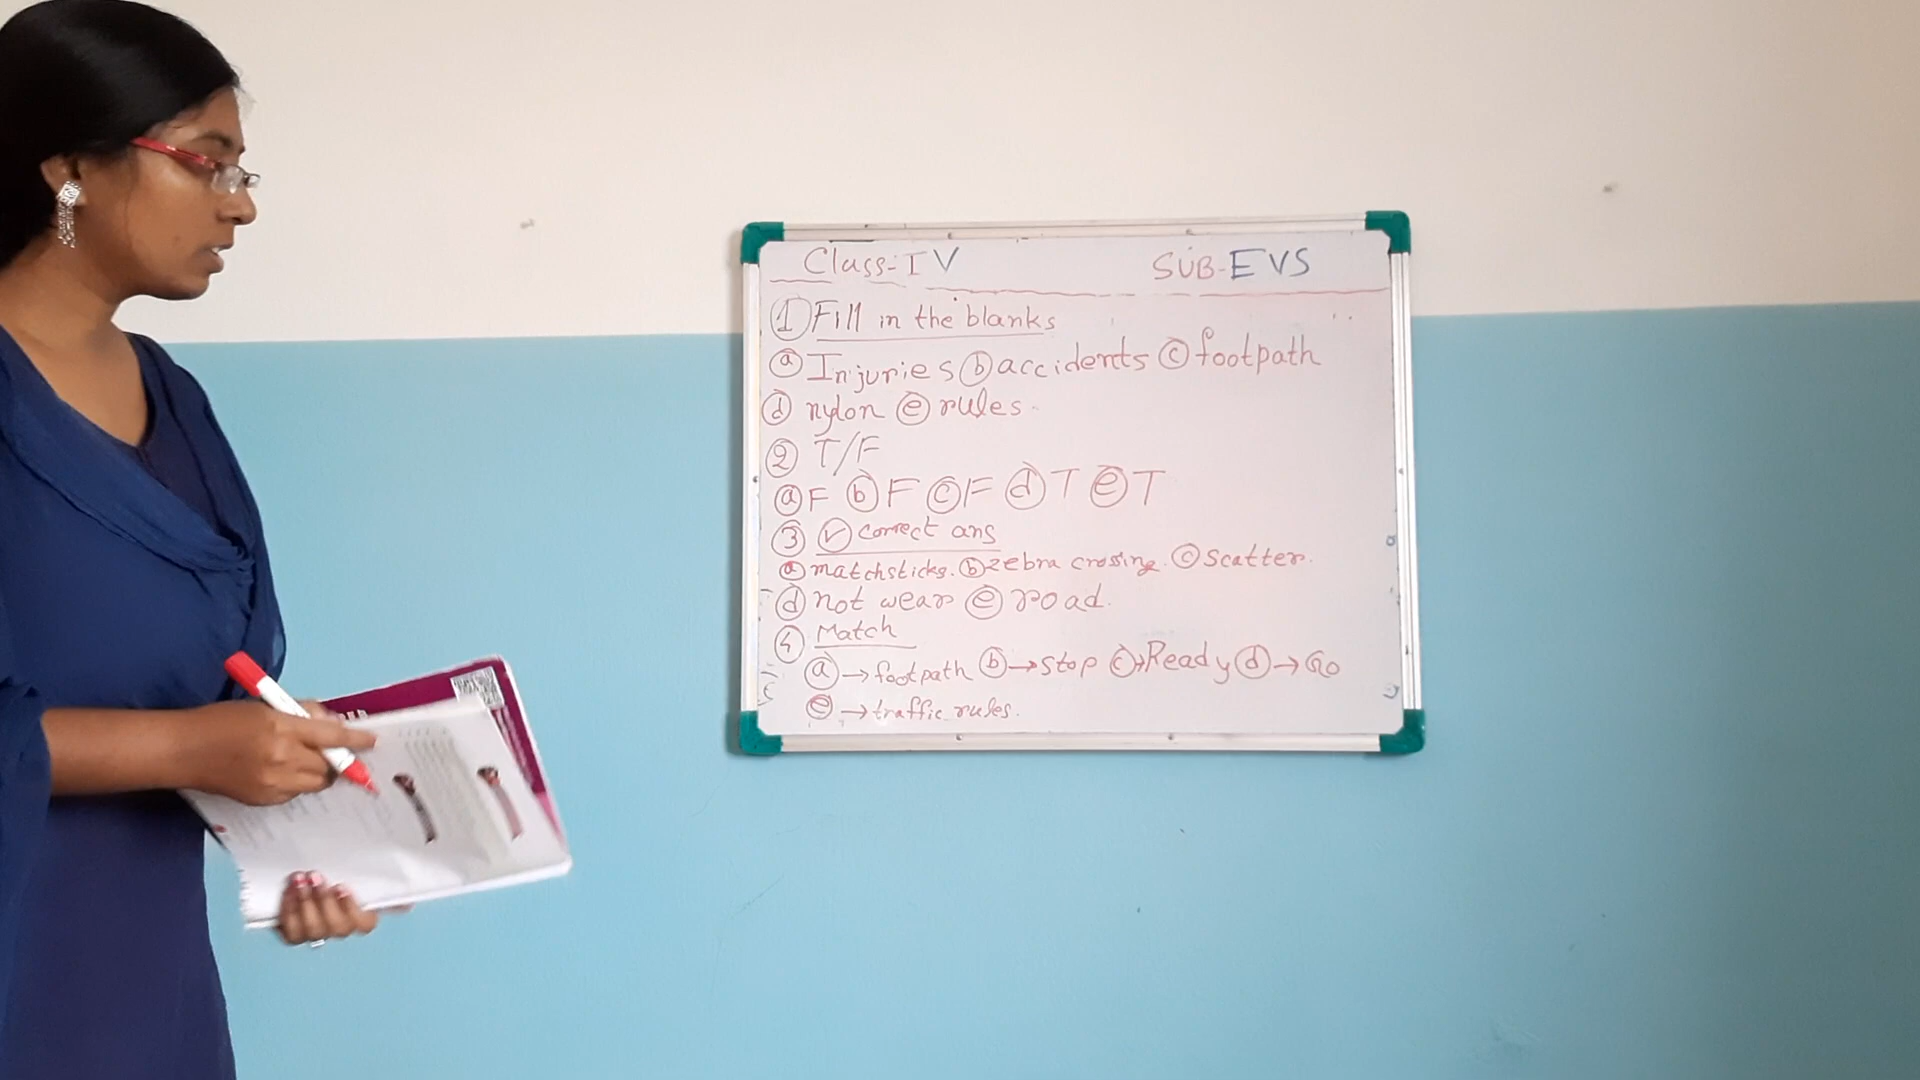 Class-IV SUB-EVS
① Fill in the blanks
ⓐ Injuries ⓑ accidents ⓒ footpath
ⓓ nylon ⓔ rules.
② T/F
ⓐ F ⓑ F ⓒ F ⓓ T ⓔ T
③ ✓ correct ans
ⓐ matchsticks. ⓑ zebra crossing. ⓒ scatter.
ⓓ not wear ⓔ road.
④ Match
ⓐ → footpath ⓑ → stop ⓒ → Ready ⓓ → Go
ⓔ → traffic rules.